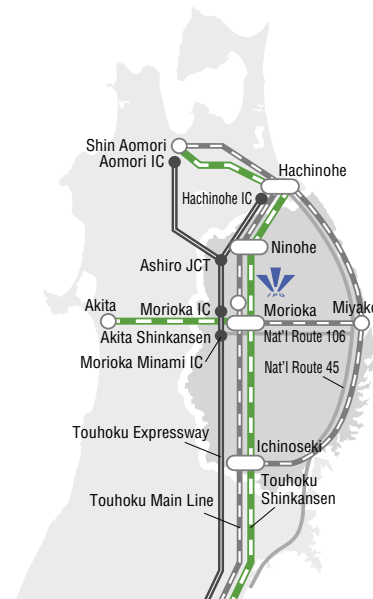 Shin Aomori
Aomori IC
Hachinohe
Hachinohe IC
Ninohe
Ashiro JCT
IPG
Akita
Morioka IC
Morioka
Miyako
Akita Shinkansen
Nat'l Route 106
Morioka Minami IC
Nat'l Route 45
Touhoku Expressway
Ichinoseki
Touhoku Main Line
Touhoku
Shinkansen